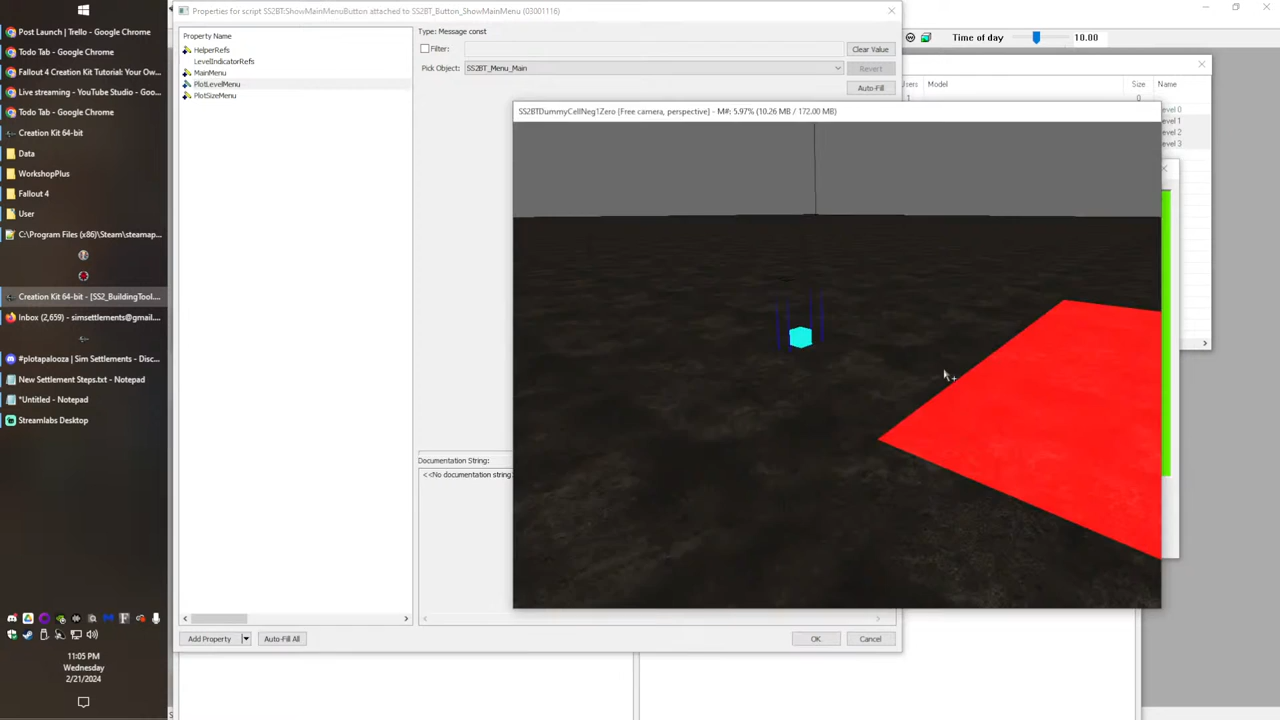 Post Launch | Trello - Google Chrome
Todo Tab - Google Chrome
Fallout 4 Creation Kit Tutorial: Your Ow...
Live streaming - YouTube Studio - Goo...
Todo Tab - Google Chrome
Creation Kit 64-bit
Data
WorkshopPlus
Fallout 4
User
C:\Program Files (x86)\Steam\steamap...
Creation Kit 64-bit - [SS2_BuildingTool....
Inbox (2,659) - simsettlements@gmail....
#plotapalooza | Sim Settlements - Disc...
New Settlement Steps.txt - Notepad
*Untitled - Notepad
Streamlabs Desktop
11:05 PM
Wednesday
2/21/2024
Properties for script SS2BT:ShowMainMenuButton attached to SS2BT_Button_ShowMainMenu (03001116)
Property Name
HelperRefs
LevelIndicatorRefs
MainMenu
PlotLevelMenu
PlotSizeMenu
Type: Message const
Filter:
Clear Value
Pick Object:
SS2BT_Menu_Main
Revert
Auto-Fill
Documentation String:
<<No documentation string
Add Property
Auto-Fill All
OK
Cancel
SS2BTDummyCellNeg1Zero [Free camera, perspective] - M#: 5.97% (10.26 MB / 172.00 MB)
Time of day
10.00
Users
Model
Size
Name
1
0
evel 0
evel 1
evel 2
evel 3